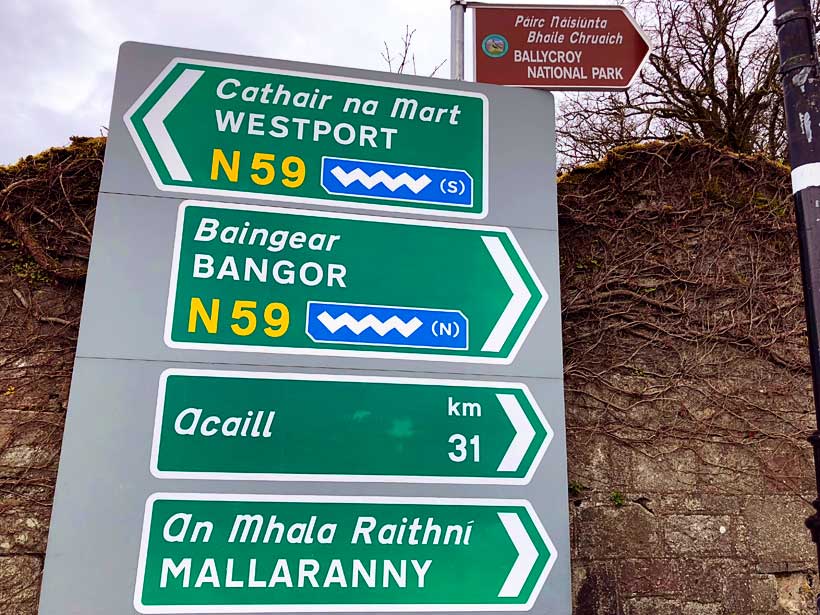 Páirc Náisiunta
Bhaile Chruaich
BALLYCROY
NATIONAL PARK
Cathair na Mart
WESTPORT
N59 (S)
Baingear
BANGOR
N59 (N)
Acaill km 31
An Mhala Raithní
MALLARANNY